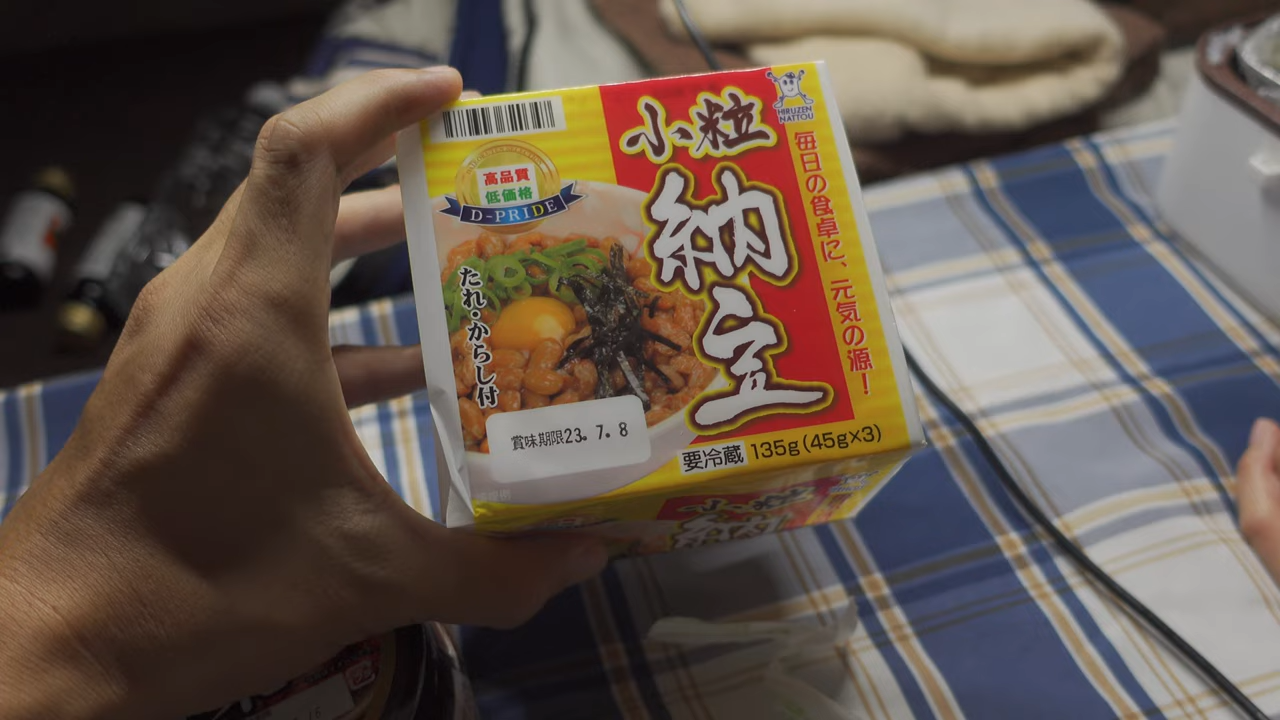 小粒
納豆
HIRUZEN
NATTOU
毎日の食卓に、元気の源！
高品質
低価格
D-PRIDE
たれ・からし付
賞味期限23.7.8
要冷蔵 135g(45g×3)
小粒